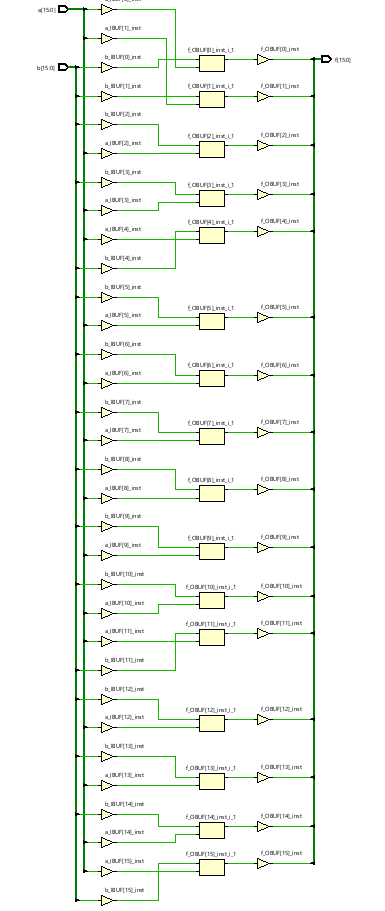 a[15:0]
a_IBUF[1]_inst
f_OBUF[0]_inst_i_1
f_OBUF[0]_inst
f[15:0]
b[15:0]
b_IBUF[0]_inst
b_IBUF[1]_inst
f_OBUF[1]_inst_i_1
f_OBUF[1]_inst
b_IBUF[2]_inst
f_OBUF[2]_inst_i_1
f_OBUF[2]_inst
a_IBUF[2]_inst
b_IBUF[3]_inst
f_OBUF[3]_inst_i_1
f_OBUF[3]_inst
a_IBUF[3]_inst
f_OBUF[4]_inst_i_1
f_OBUF[4]_inst
a_IBUF[4]_inst
b_IBUF[4]_inst
b_IBUF[5]_inst
f_OBUF[5]_inst_i_1
f_OBUF[5]_inst
a_IBUF[5]_inst
b_IBUF[6]_inst
f_OBUF[6]_inst_i_1
f_OBUF[6]_inst
a_IBUF[6]_inst
b_IBUF[7]_inst
f_OBUF[7]_inst_i_1
f_OBUF[7]_inst
a_IBUF[7]_inst
b_IBUF[8]_inst
f_OBUF[8]_inst_i_1
f_OBUF[8]_inst
a_IBUF[8]_inst
b_IBUF[9]_inst
f_OBUF[9]_inst_i_1
f_OBUF[9]_inst
a_IBUF[9]_inst
b_IBUF[10]_inst
f_OBUF[10]_inst_i_1
f_OBUF[10]_inst
a_IBUF[10]_inst
f_OBUF[11]_inst_i_1
f_OBUF[11]_inst
a_IBUF[11]_inst
b_IBUF[11]_inst
b_IBUF[12]_inst
f_OBUF[12]_inst_i_1
f_OBUF[12]_inst
a_IBUF[12]_inst
b_IBUF[13]_inst
f_OBUF[13]_inst_i_1
f_OBUF[13]_inst
a_IBUF[13]_inst
b_IBUF[14]_inst
f_OBUF[14]_inst_i_1
f_OBUF[14]_inst
a_IBUF[14]_inst
f_OBUF[15]_inst_i_1
f_OBUF[15]_inst
a_IBUF[15]_inst
b_IBUF[15]_inst